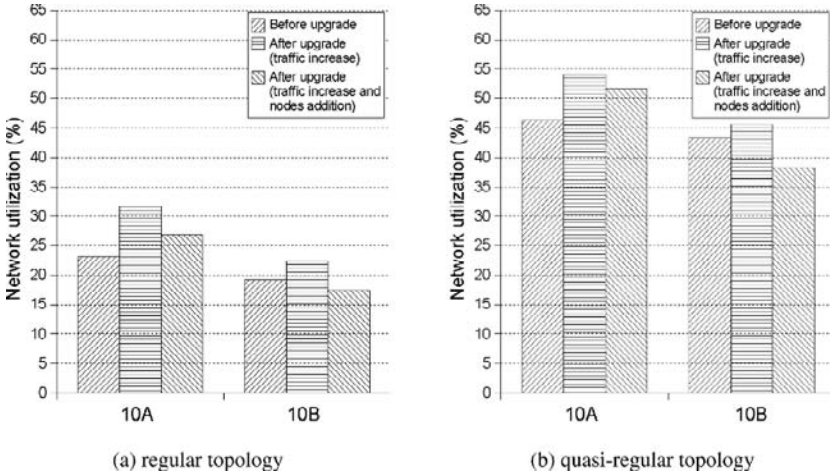 65
60
55
50
45
40
35
30
25
20
15
10
5
0
Network utilization (%)
Before upgrade
After upgrade
(traffic increase)
After upgrade
(traffic increase and
nodes addition)
10A
10B
(a) regular topology
65
60
55
50
45
40
35
30
25
20
15
10
5
0
Network utilization (%)
Before upgrade
After upgrade
(traffic increase)
After upgrade
(traffic increase and
nodes addition)
10A
10B
(b) quasi-regular topology